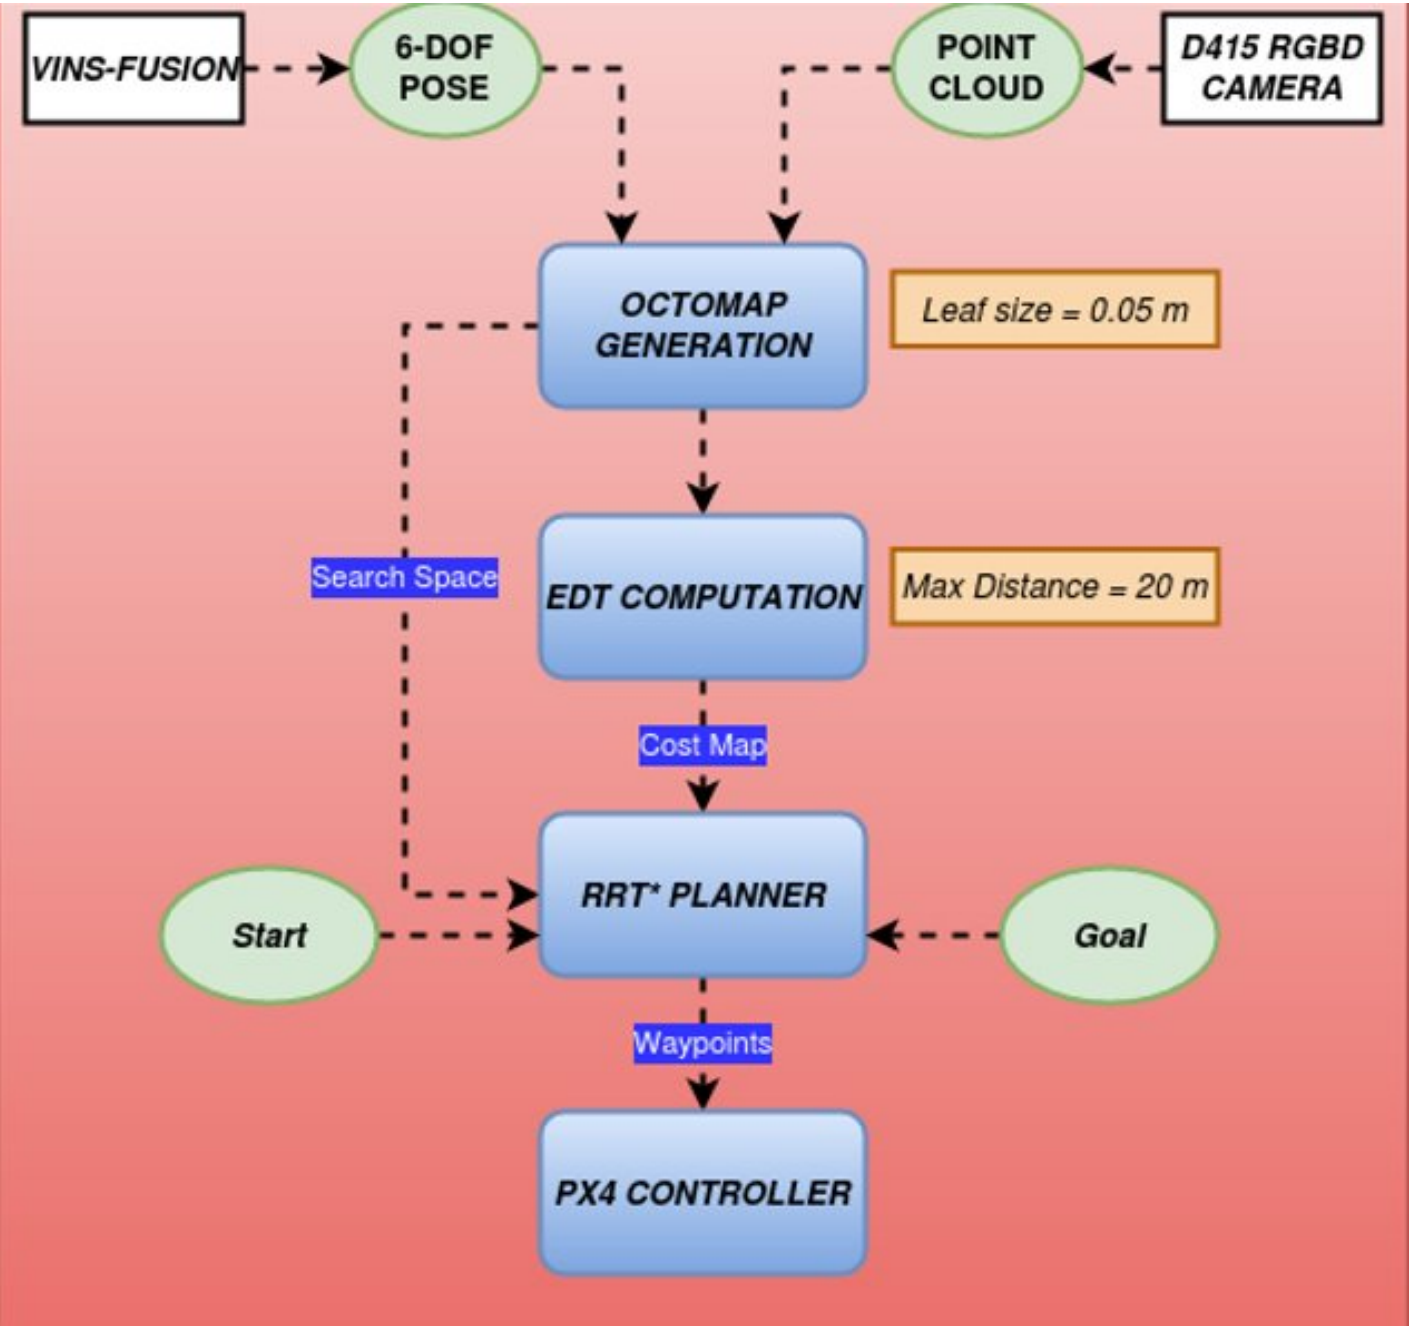 VINS-FUSION
6-DOF
POSE
POINT
CLOUD
D415 RGBD
CAMERA
OCTOMAP
GENERATION
Leaf size = 0.05 m
Search Space
EDT COMPUTATION
Max Distance = 20 m
Cost Map
RRT* PLANNER
Start
Goal
Waypoints
PX4 CONTROLLER